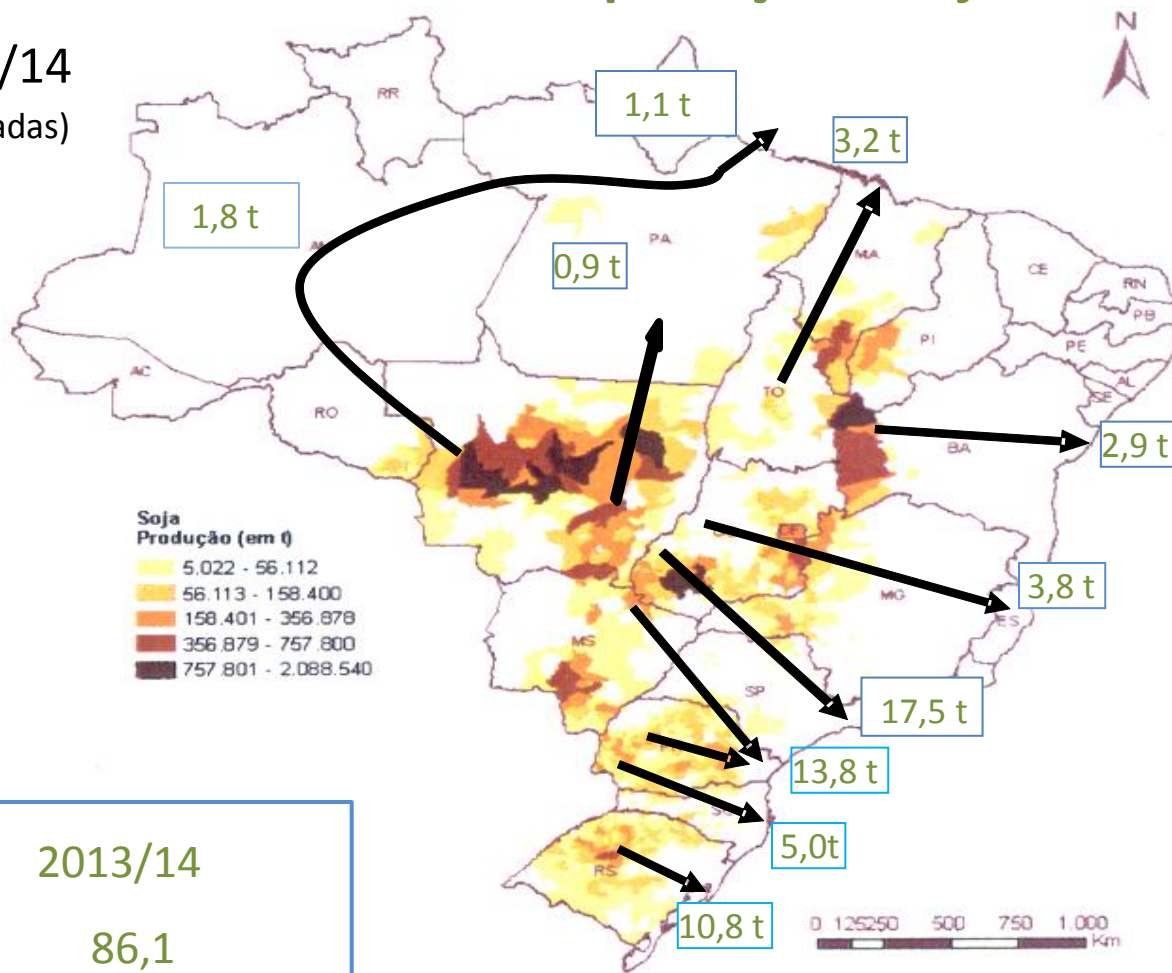 /14
adas)
N
RR
1,1 t
3,2 t
1,8 t
PA
0,9 t
MA
CE
RN
PB
PI
PE
AC
TO
AL
SE
RO
BA
2,9 t
Soja
Produção (em t)
5.022 - 56.112
56.113 - 158.400
158.401 - 356.878
356.879 - 757.800
757.801 - 2.088.540
DF
MG
3,8 t
ES
MS
SP
17,5 t
13,8 t
5,0t
RS
10,8 t
2013/14
86,1
0 125250 500 750 1.000
Km